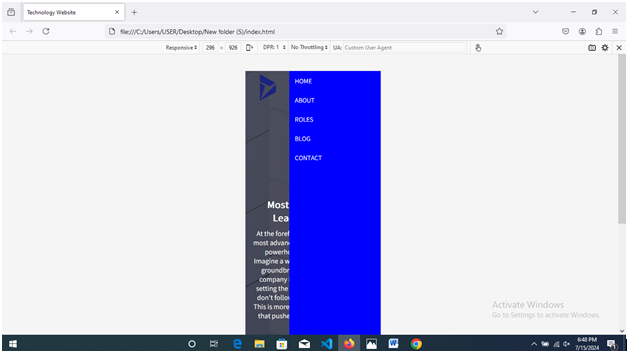 Technology Website
file:///C:/Users/USER/Desktop/New folder (5)/index.html
Responsive 296 × 926 DPR: 1 No Throttling UA: Custom User Agent
HOME
ABOUT
ROLES
BLOG
CONTACT
Most
Lea
At the foref
most advan
powerh
Imagine a w
groundbr
company
setting the
don't follo
This is more
that pushe
Activate Windows
Go to Settings to activate Windows.
6:48 PM
7/15/2024